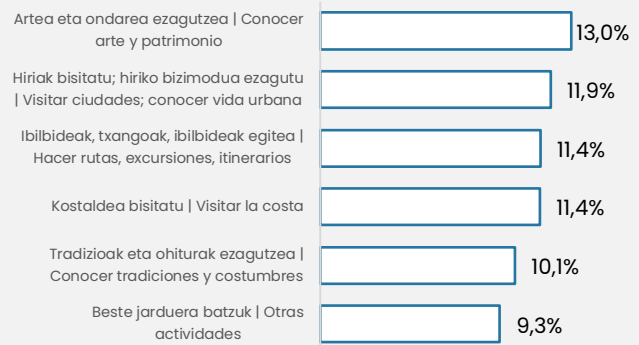 Artea eta ondarea ezagutzea | Conocer
arte y patrimonio
13,0%
Hiriak bisitatu; hiriko bizimodua ezagutu
| Visitar ciudades; conocer vida urbana
11,9%
Ibilbideak, txangoak, ibilbideak egitea |
Hacer rutas, excursiones, itinerarios
11,4%
Kostaldea bisitatu | Visitar la costa
11,4%
Tradizioak eta ohiturak ezagutzea |
Conocer tradiciones y costumbres
10,1%
Beste jarduera batzuk | Otras
actividades
9,3%